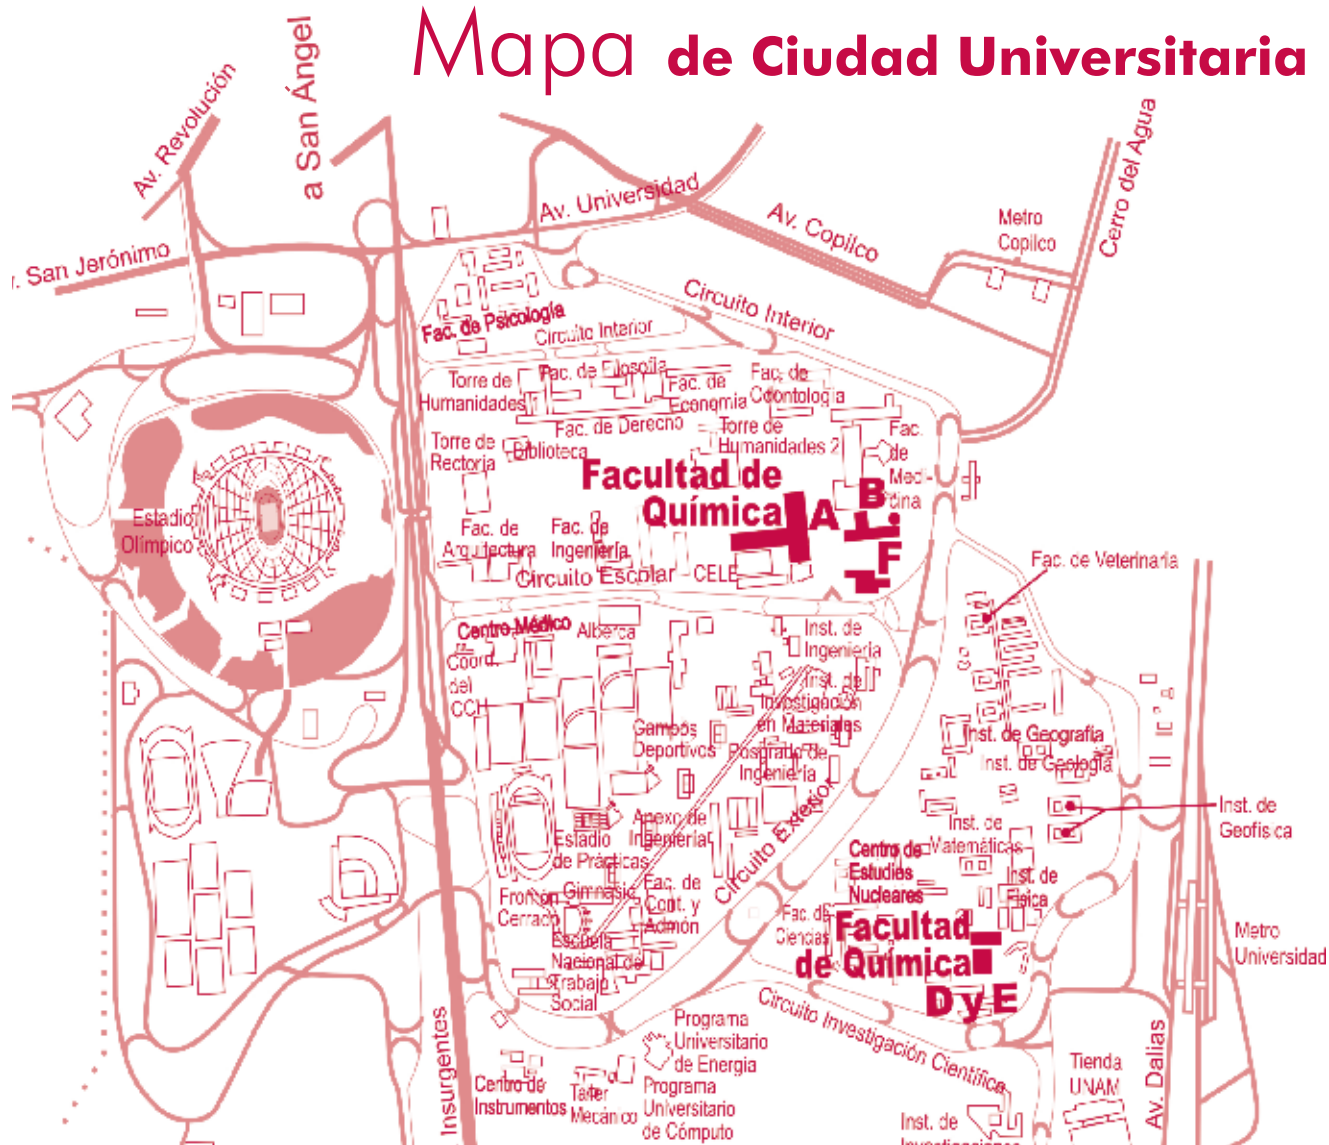 Mapa de Ciudad Universitaria
Av. Revolución
a San Ángel
Cerro del Agua
Av. Universidad
Av. Copilco
Metro
Copilco
San Jerónimo
Circuito Interior
Fac. de Psicología
Circuito Interior
Torre de
Humanidades
Fac. de Filosofía
Fac. de
Economia
Fac. de
Odontologia
Fac. de Derecho
Torre de
Humanidades 2
Fac.
de
Medi-
cina
Torre de
Rectoria
Biblioteca
Facultad de
Química
A
B
F
Estadio
Olímpico
Fac. de
Arquitectura
Fac. de
Ingeniería
Circuito Escolar
CELE
Fac. de Veterinaria
Centro Médico
Alberca
Inst. de
Ingenieria
Coord.
del
CCH
Inst. de
Investigación
en Materiales
Campos
Deportivos
Posgrado de
Ingeniería
Inst. de Geografía
Inst. de Geología
Inst. de
Geofísica
Anexo de
Ingeniería
Estadio
de Prácticas
Circuito Exterior
Inst. de
Matemáticas
Centro de
Estudios
Nucleares
Inst. de
Física
Frontón
Cerrado
Gimnasio
Fac. de
Cont. y
Admón
Fac. de
Ciencias
Facultad
de Química
D y E
Escuela
Nacional de
Trabajo
Social
Metro
Universidad
Circuito Investigación Científica
Insurgentes
Programa
Universitario
de Energia
Centro de
Instrumentos
Taller
Mecánico
Programa
Universitario
de Cómputo
Tienda
UNAM
Av. Dalias
Inst. de